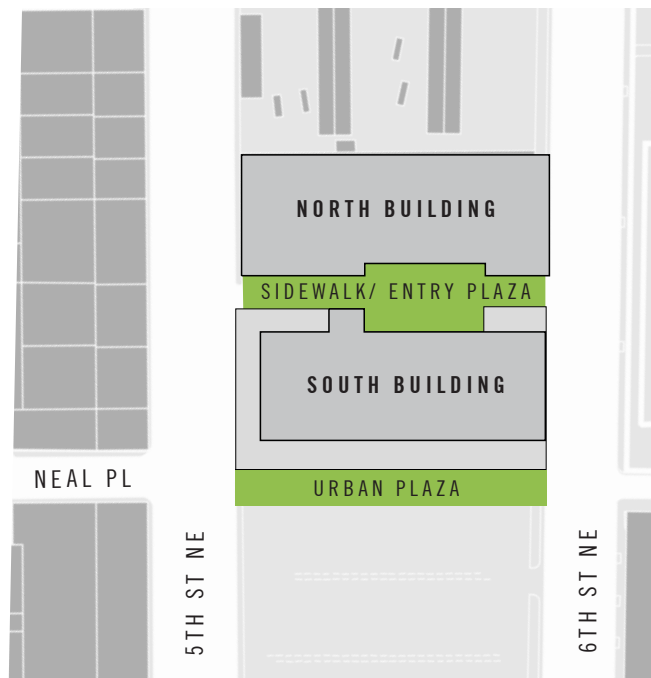 NORTH BUILDING
SIDEWALK/ ENTRY PLAZA
SOUTH BUILDING
NEAL PL
URBAN PLAZA
5TH ST NE
6TH ST NE